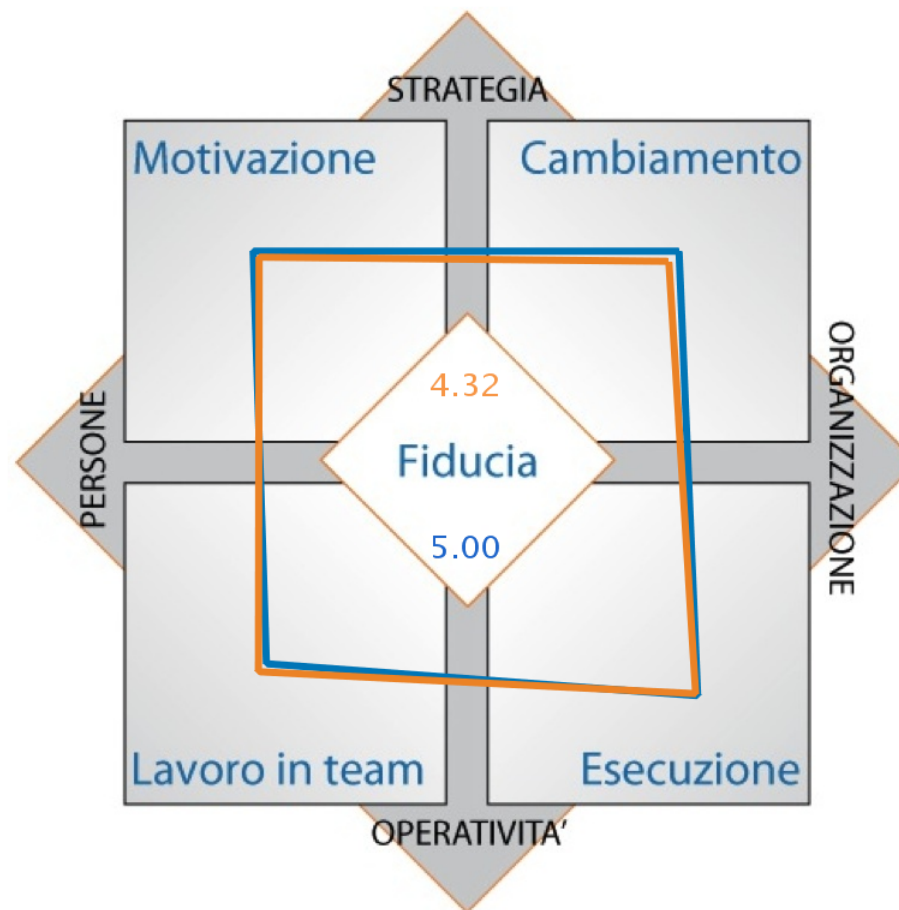 STRATEGIA
Motivazione
Cambiamento
PERSONE
4.32
Fiducia
5.00
ORGANIZZAZIONE
Lavoro in team
Esecuzione
OPERATIVITA'